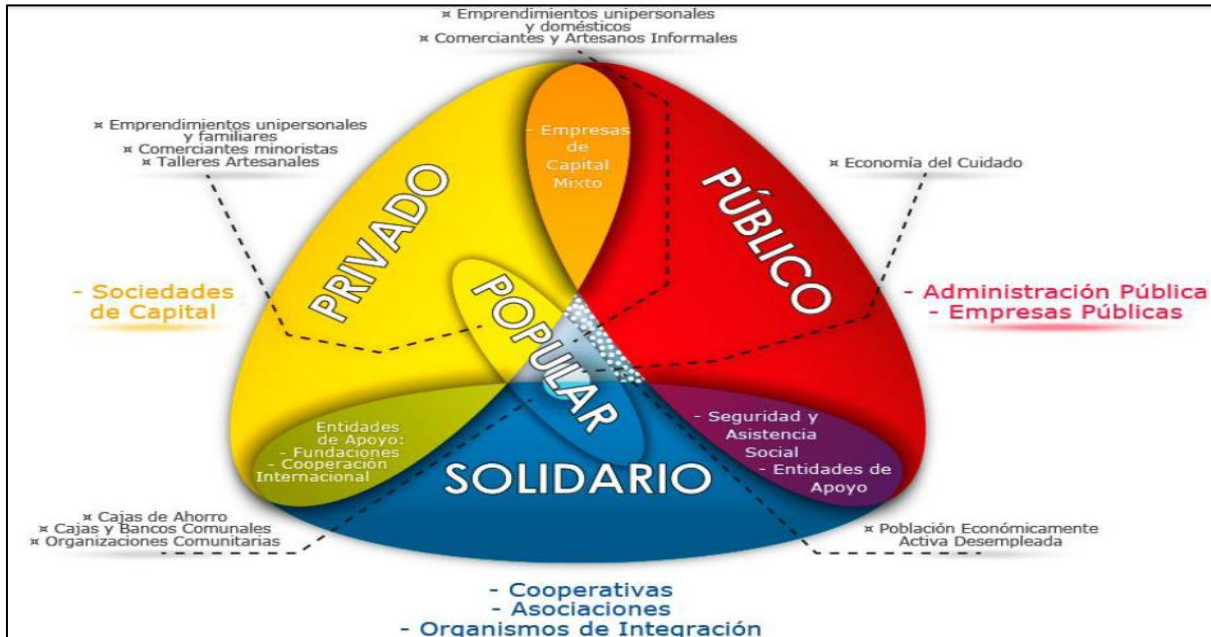 ¤ Emprendimientos unipersonales
y domésticos
¤ Comerciantes y Artesanos Informales
¤ Emprendimientos unipersonales
y familiares
¤ Comerciantes minoristas
¤ Talleres Artesanales
- Empresas
de
Capital
Mixto
¤ Economía del Cuidado
PRIVADO
PÚBLICO
- Sociedades
de Capital
- Administración Pública
- Empresas Públicas
POPULAR
Entidades
de Apoyo:
- Fundaciones
- Cooperación
Internacional
- Seguridad y
Asistencia
Social
- Entidades de
Apoyo
SOLIDARIO
¤ Cajas de Ahorro
¤ Cajas y Bancos Comunales
¤ Organizaciones Comunitarias
¤ Población Económicamente
Activa Desempleada
- Cooperativas
- Asociaciones
- Organismos de Integración